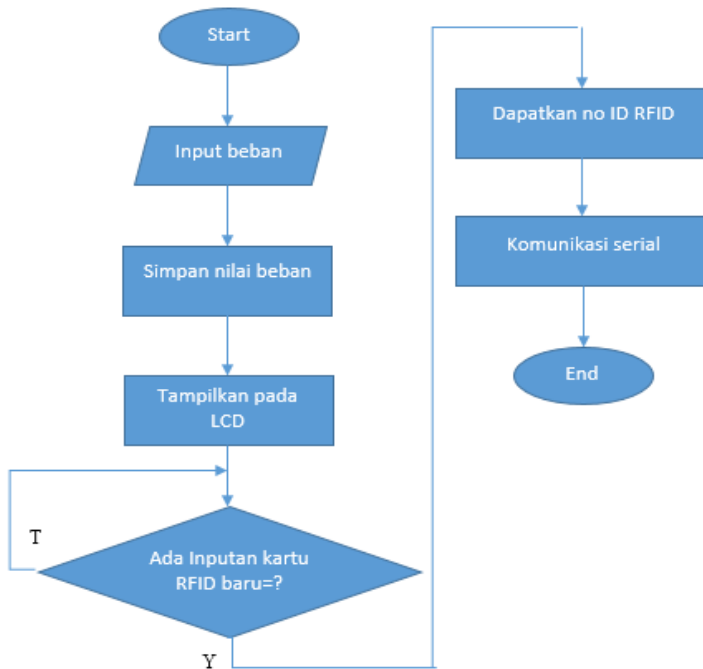 Start
Input beban
Simpan nilai beban
Tampilkan pada
LCD
T
Ada Inputan kartu
RFID baru=?
Y
Dapatkan no ID RFID
Komunikasi serial
End